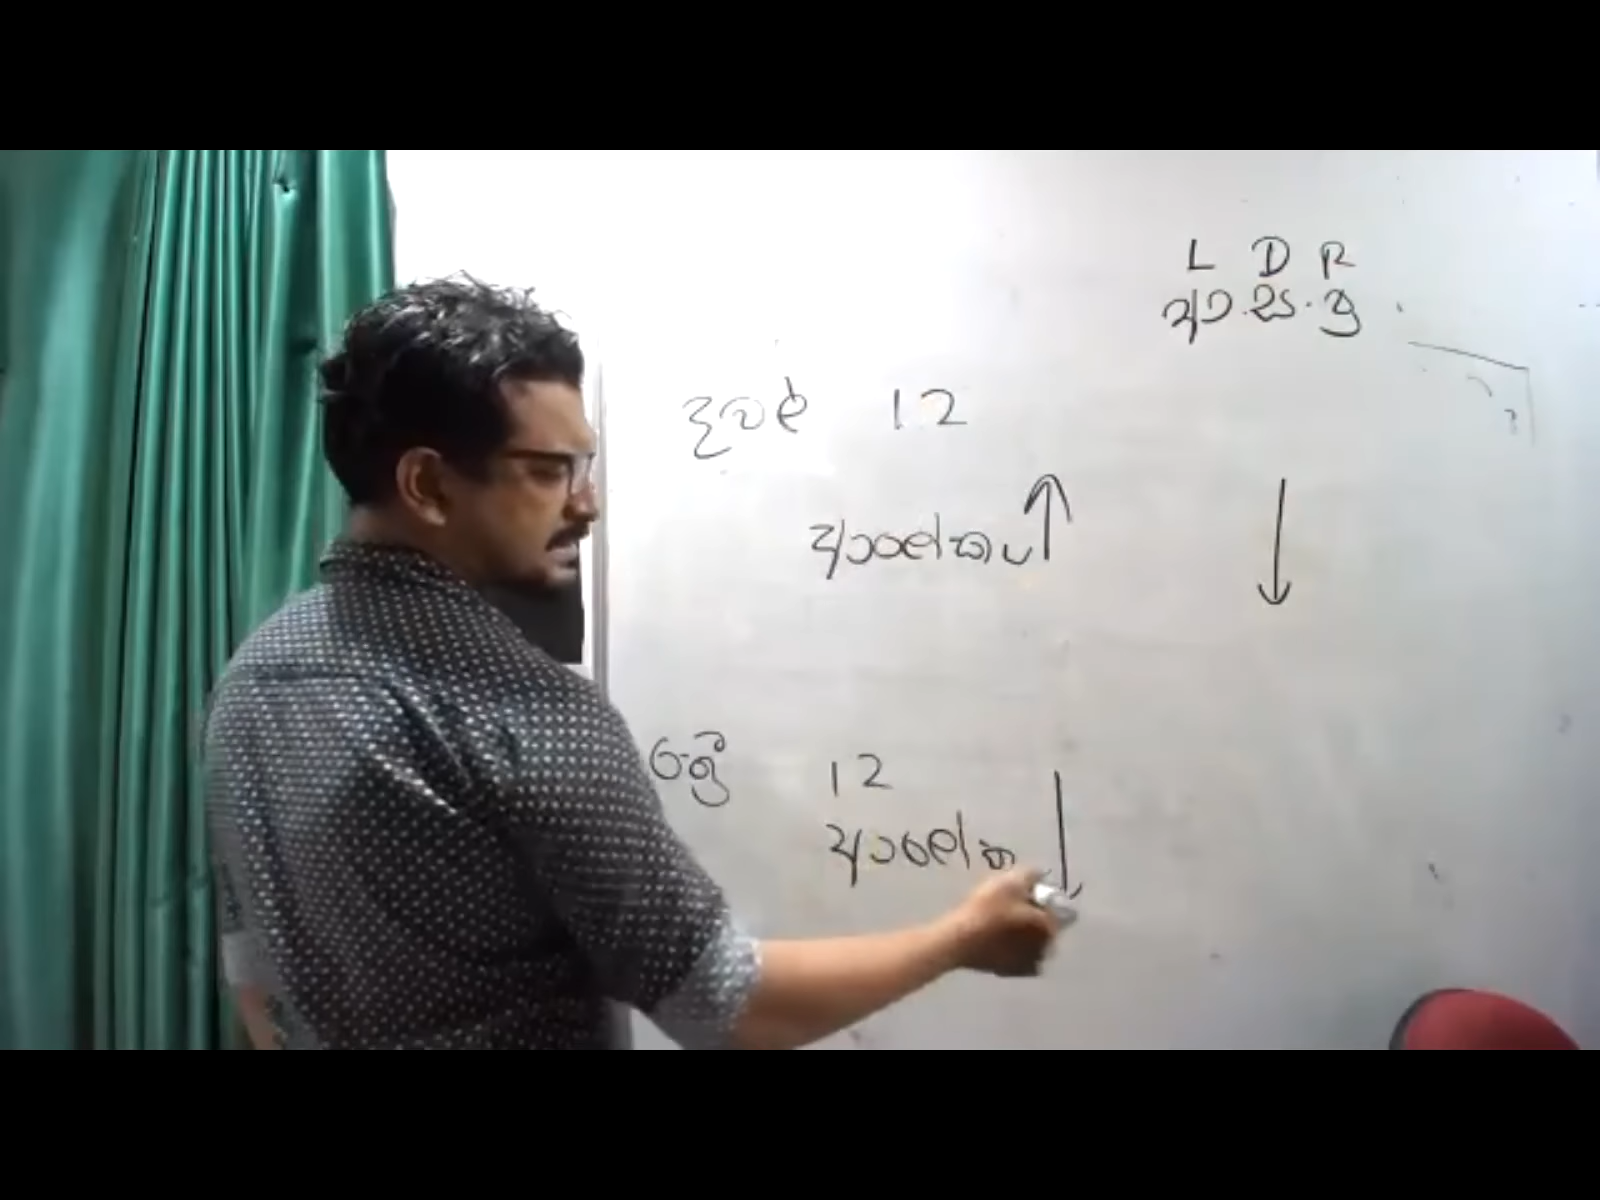 L D R
ආ.සං.ප්‍ර
දවල් 12
ආලෝකය ↑ ↓
රෑ 12
ආලෝක ↓